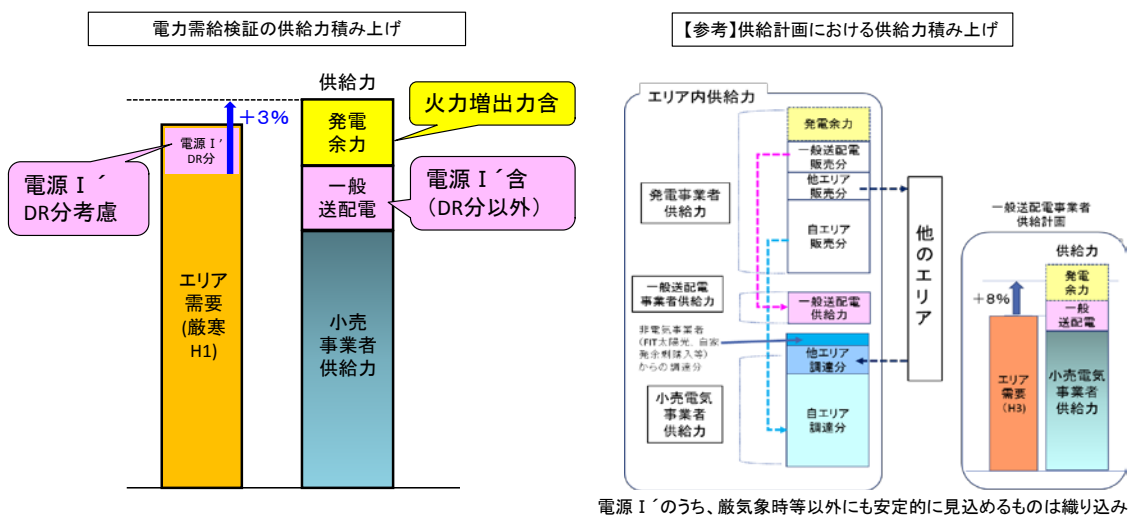 電力需給検証の供給力積み上げ
供給力
+3%
電源Ⅰ´
DR分
電源Ⅰ´
DR分考慮
エリア
需要
(厳寒
H1)
発電
余力
一般
送配電
小売
事業者
供給力
火力増出力含
電源Ⅰ´含
(DR分以外)
【参考】供給計画における供給力積み上げ
エリア内供給力
発電事業者
供給力
発電余力
一般送配電
販売分
他エリア
販売分
自エリア
販売分
一般送配電
事業者供給力
一般送配電
供給力
非電気事業者
(FIT太陽光、自家
発余剰購入等)
からの調達分
小売電気
事業者
供給力
他エリア
調達分
自エリア
調達分
他のエリア
一般送配電事業者
供給計画
供給力
+8%
エリア
需要
(H3)
発電
余力
一般
送配電
小売電気
事業者
供給力
電源Ⅰ´のうち、厳気象時等以外にも安定的に見込めるものは織り込み